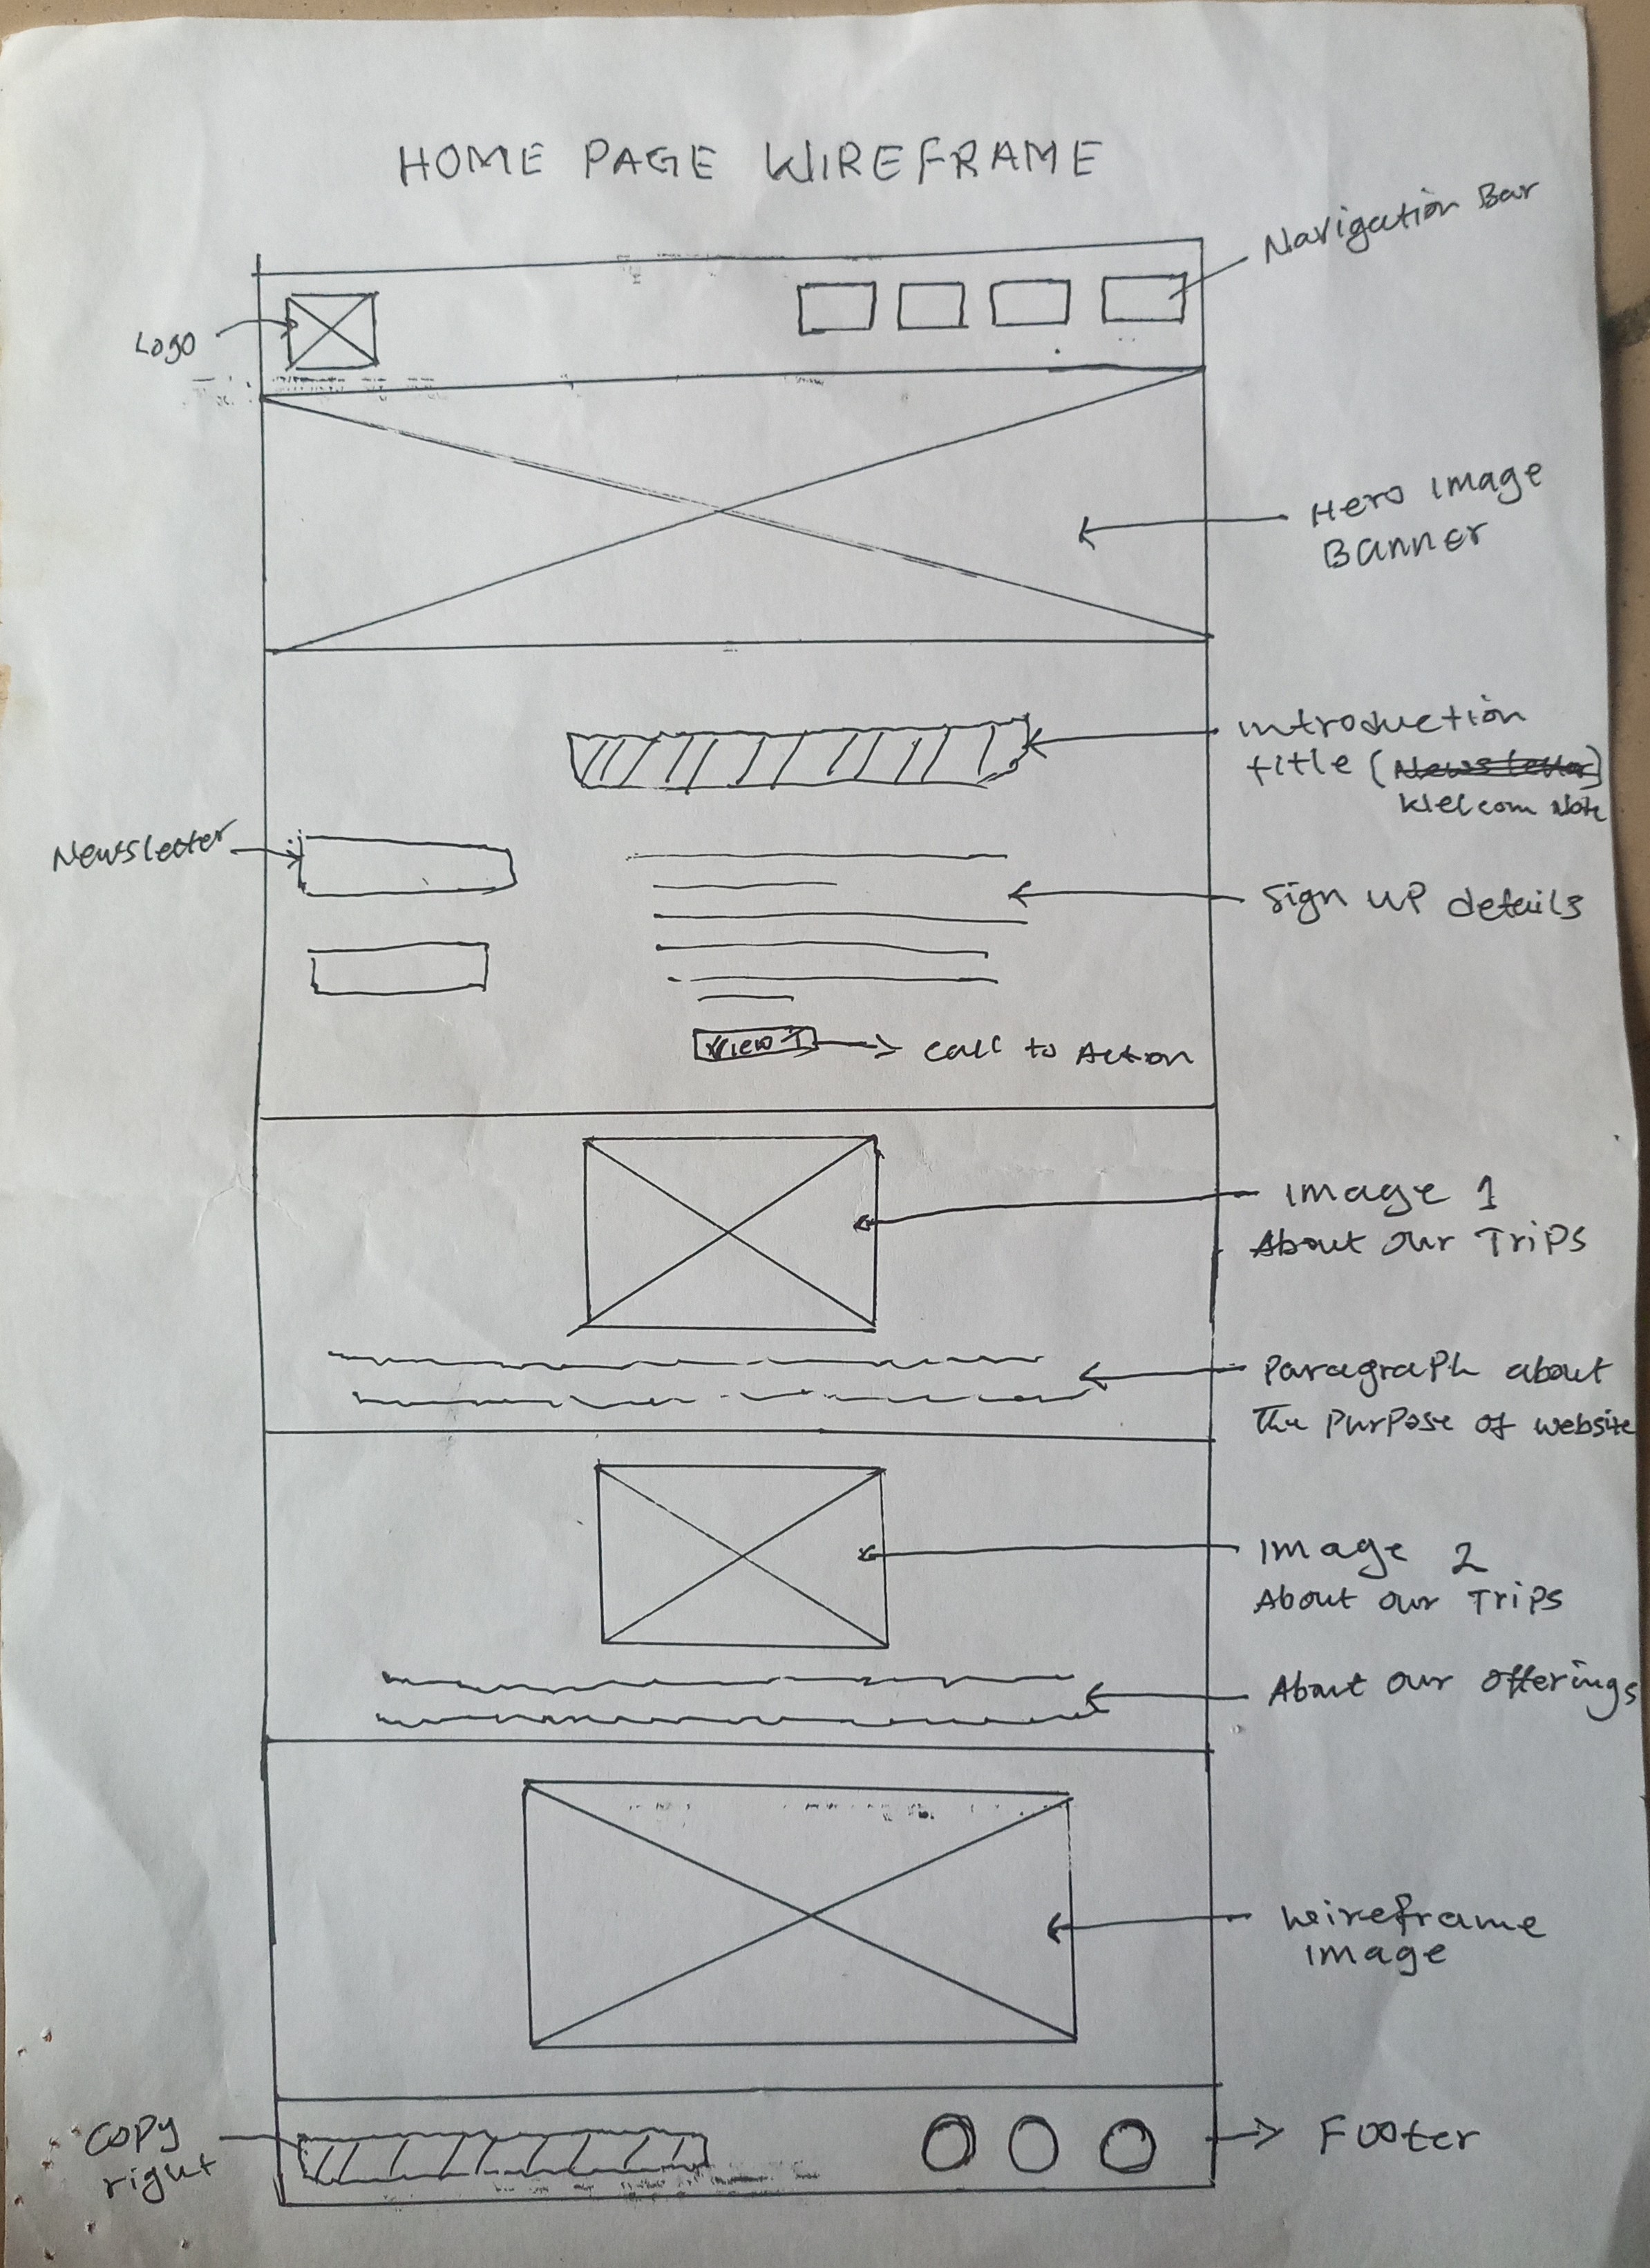 HOME PAGE WIREFRAME
Navigation Bar
Logo
Hero image
Banner
introduction
title (Newsletter)
Welcom Note
Newsletter
Sign UP details
View
Call to Action
image 1
About our Trips
Paragraph about
The Purpose of website
image 2
About our Trips
About our offerings
Wireframe
image
Copy
right
Footer